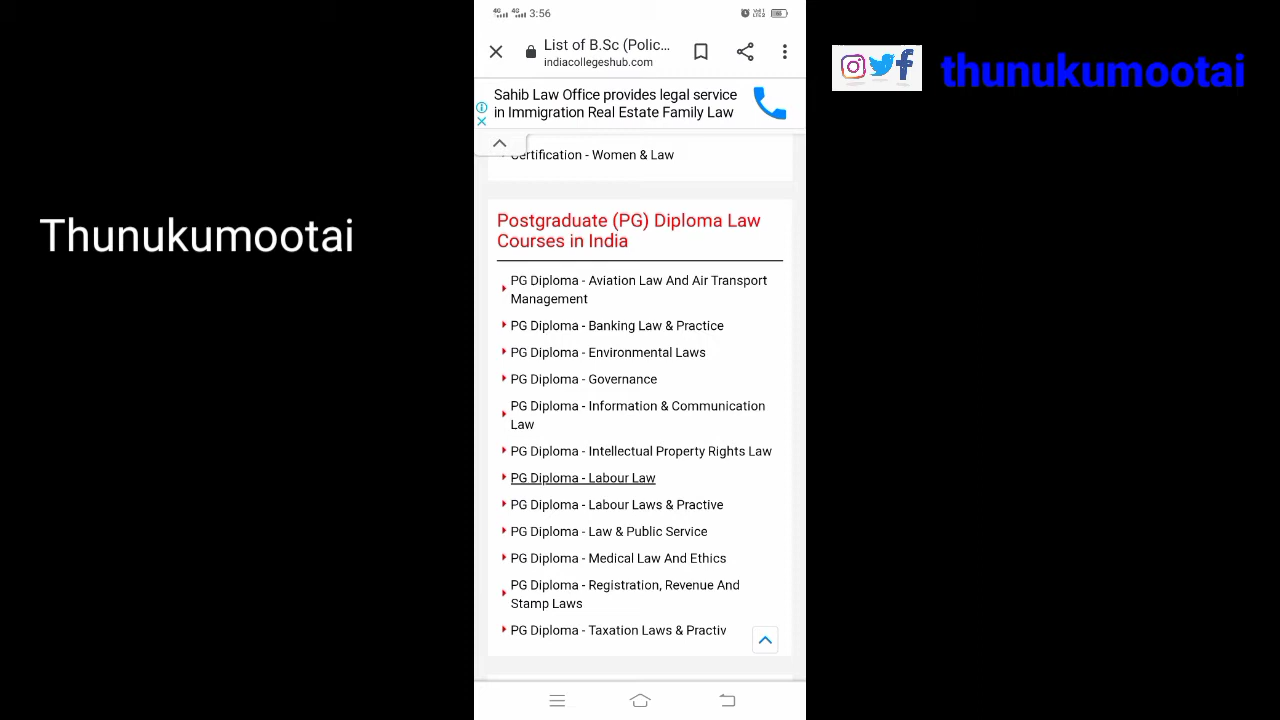 4G 4G 3:56
List of B.Sc (Polic...
indiacollegeshub.com
Sahib Law Office provides legal service
in Immigration Real Estate Family Law
Certification - Women & Law
Postgraduate (PG) Diploma Law
Courses in India
PG Diploma - Aviation Law And Air Transport
Management
PG Diploma - Banking Law & Practice
PG Diploma - Environmental Laws
PG Diploma - Governance
PG Diploma - Information & Communication
Law
PG Diploma - Intellectual Property Rights Law
PG Diploma - Labour Law
PG Diploma - Labour Laws & Practive
PG Diploma - Law & Public Service
PG Diploma - Medical Law And Ethics
PG Diploma - Registration, Revenue And
Stamp Laws
PG Diploma - Taxation Laws & Practiv
Thunukumootai
thunukumootai